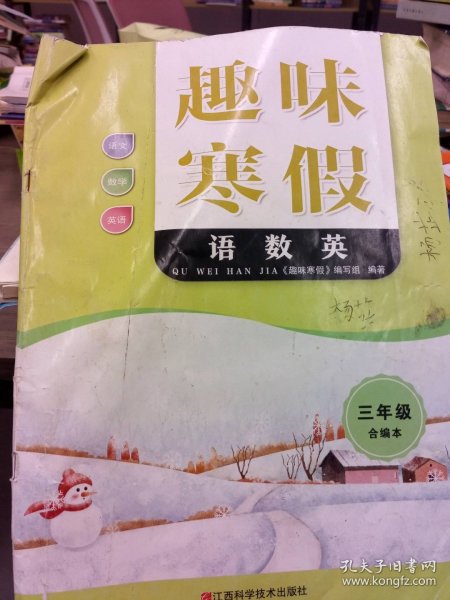 趣味
寒假
语文
数学
英语
语数英
QU WEI HAN JIA《趣味寒假》编写组 编著
三年级
合编本
江西科学技术出版社
孔夫子旧书网
www.kongfz.com